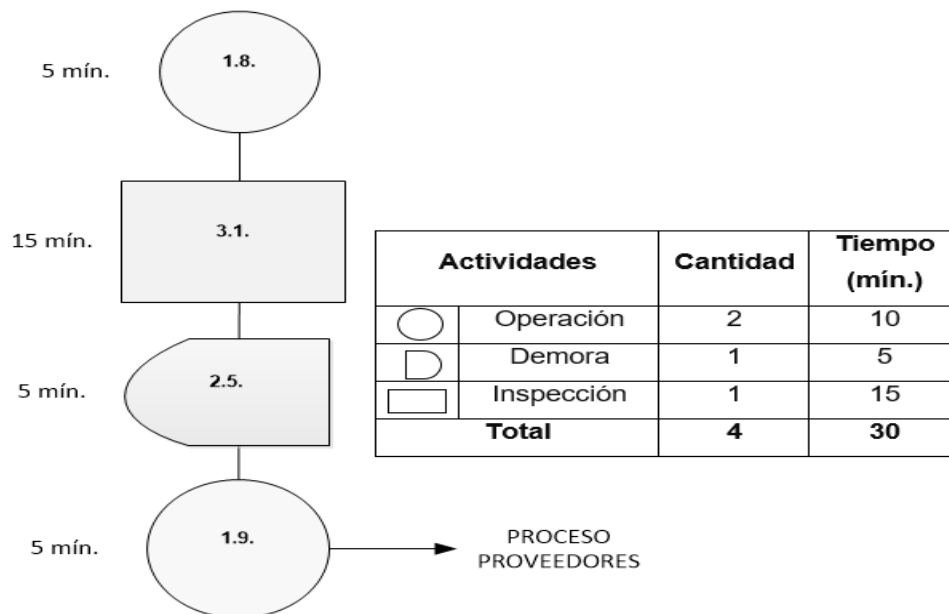 5 mín.
1.8.
15 mín.
3.1.
5 mín.
2.5.
5 mín.
1.9.
PROCESO
PROVEEDORES
Actividades Cantidad Tiempo
(mín.)
Operación 2 10
Demora 1 5
Inspección 1 15
Total 4 30